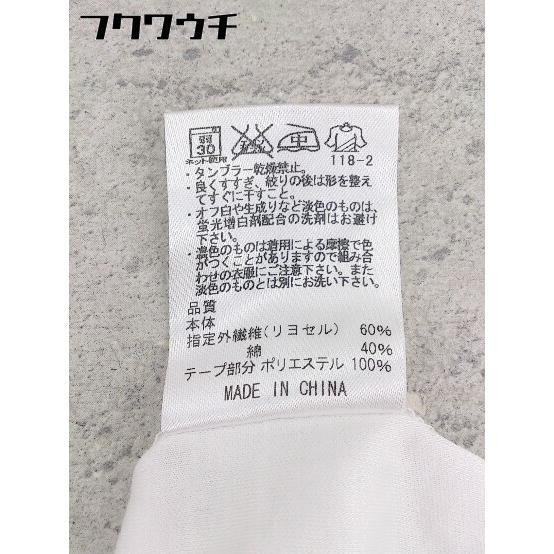 フクワウチ
弱
30
中
ネット使用
118-2
・タンブラー乾燥禁止。
・良くすすぎ、絞りの後は形を整え
てすぐに干すこと。
・オフ白や生成りなど淡色のものは、
蛍光増白剤配合の洗剤はお避け
下さい。
・濃色のものは着用による摩擦で色
がつくことがありますので組み合
わせの衣服にご注意下さい。また
淡色のものとは別にお洗い下さい。
品質
本体
指定外繊維(リヨセル) 60%
綿 40%
テープ部分 ポリエステル 100%
MADE IN CHINA